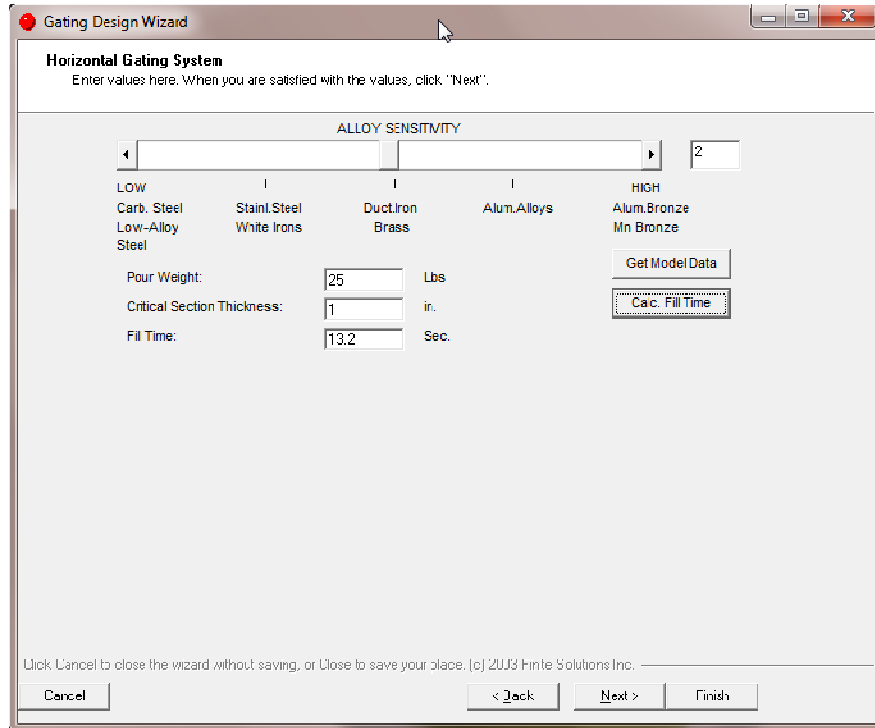 Gating Design Wizard
Horizontal Gating System
Enter values here. When you are satisfied with the values, click "Next".
ALLOY SENSITIVITY
2
LOW
HIGH
Carb. Steel Stainl.Steel Duct.Iron Alum.Alloys Alum.Bronze
Low-Alloy White Irons Brass Mn Bronze
Steel
Get Model Data
Pour Weight: 25 Lbs
Critical Section Thickness: 1 in.
Calc. Fill Time
Fill Time: 13.2 Sec.
Click Cancel to close the wizard without saving, or Close to save your place. (c) 2003 Finite Solutions Inc.
Cancel < Back Next > Finish